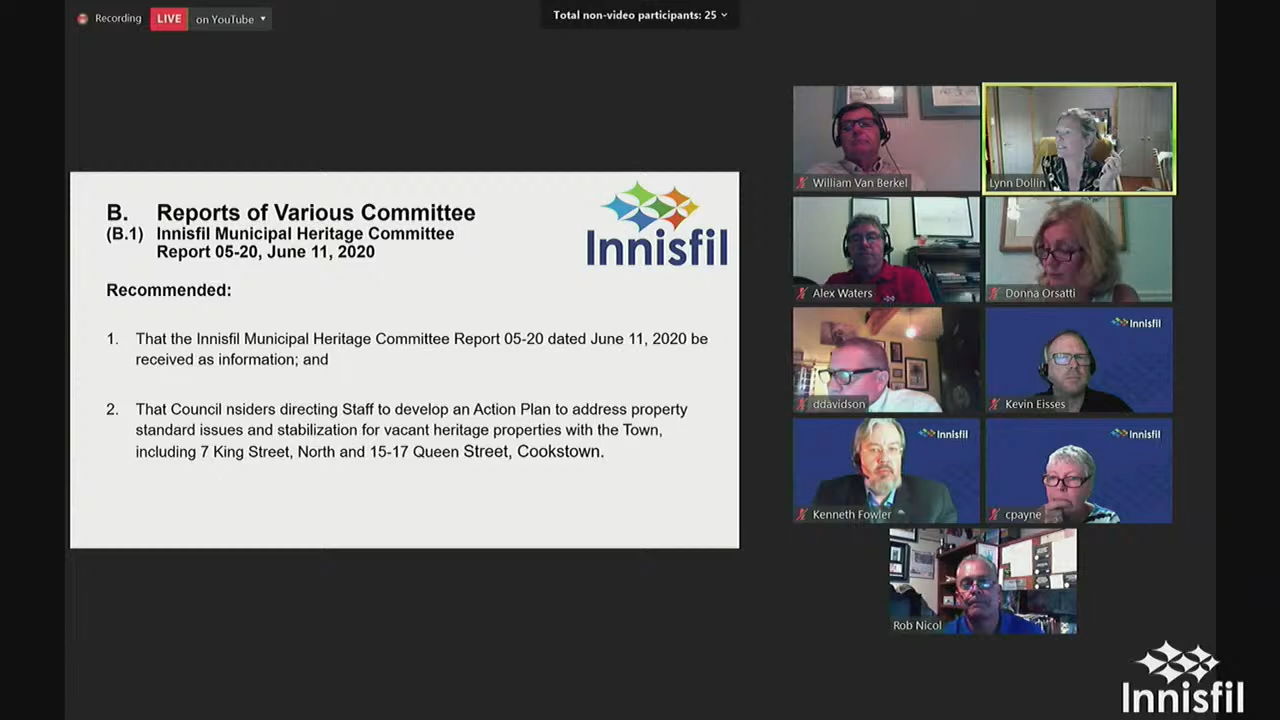 Recording
LIVE on YouTube
Total non-video participants: 25
B. Reports of Various Committee
(B.1) Innisfil Municipal Heritage Committee
Report 05-20, June 11, 2020
Innisfil
Recommended:
1. That the Innisfil Municipal Heritage Committee Report 05-20 dated June 11, 2020 be
received as information; and
2. That Council nsiders directing Staff to develop an Action Plan to address property
standard issues and stabilization for vacant heritage properties with the Town,
including 7 King Street, North and 15-17 Queen Street, Cookstown.
William Van Berkel
Lynn Dollin
Alex Waters
Donna Orsatti
Innisfil
ddavidson
Kevin Eisses
Innisfil
Innisfil
Kenneth Fowler
cpayne
Rob Nicol
Innisfil